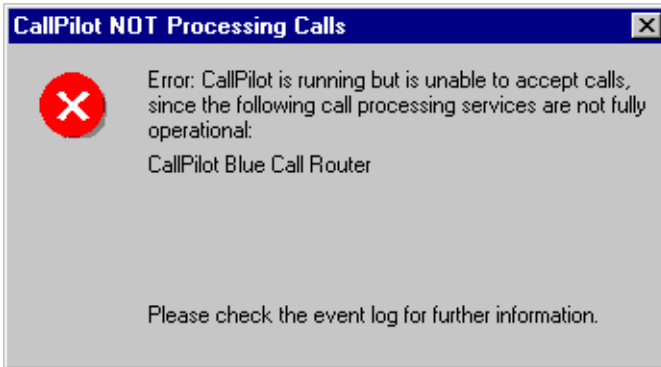 CallPilot NOT Processing Calls
Error: CallPilot is running but is unable to accept calls,
since the following call processing services are not fully
operational:
CallPilot Blue Call Router
Please check the event log for further information.